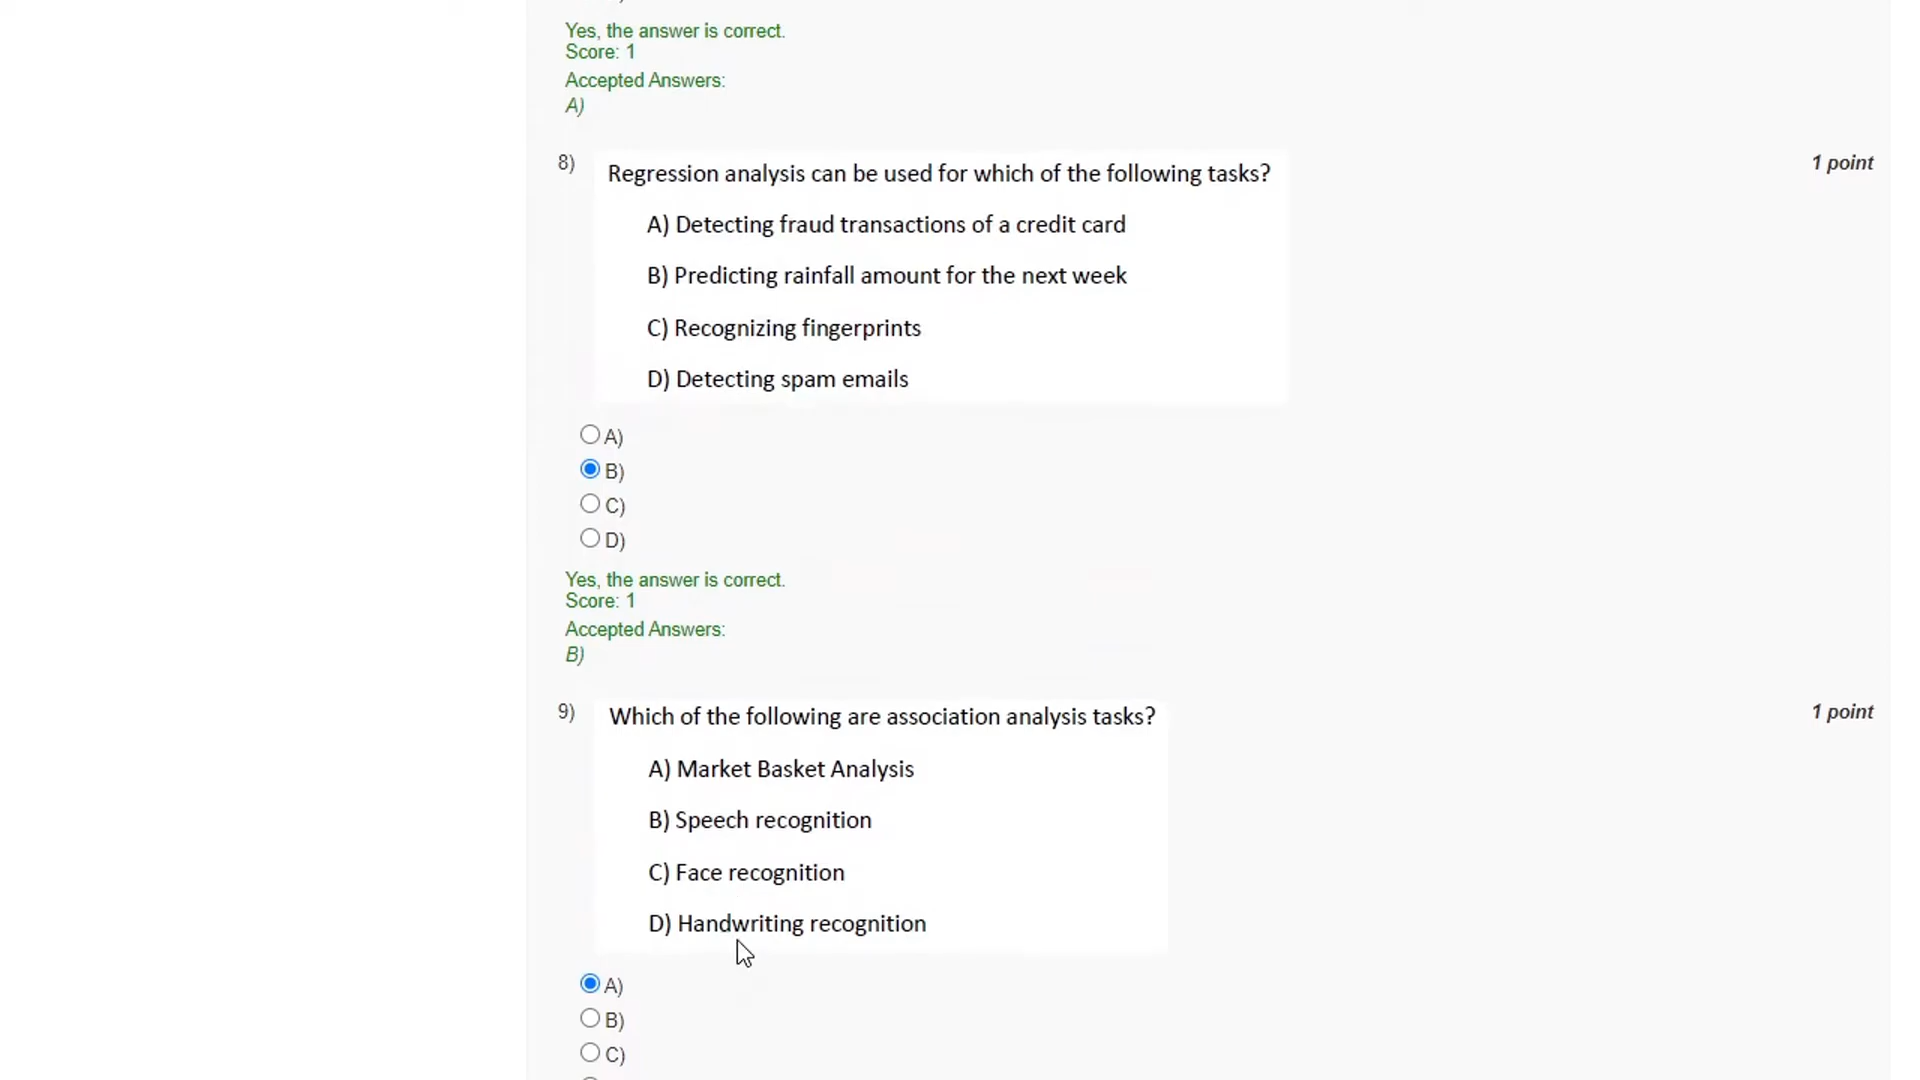 Yes, the answer is correct.
Score: 1
Accepted Answers:
A)
8)
1 point
Regression analysis can be used for which of the following tasks?
A) Detecting fraud transactions of a credit card
B) Predicting rainfall amount for the next week
C) Recognizing fingerprints
D) Detecting spam emails
A)
B)
C)
D)
Yes, the answer is correct.
Score: 1
Accepted Answers:
B)
9)
1 point
Which of the following are association analysis tasks?
A) Market Basket Analysis
B) Speech recognition
C) Face recognition
D) Handwriting recognition
A)
B)
C)